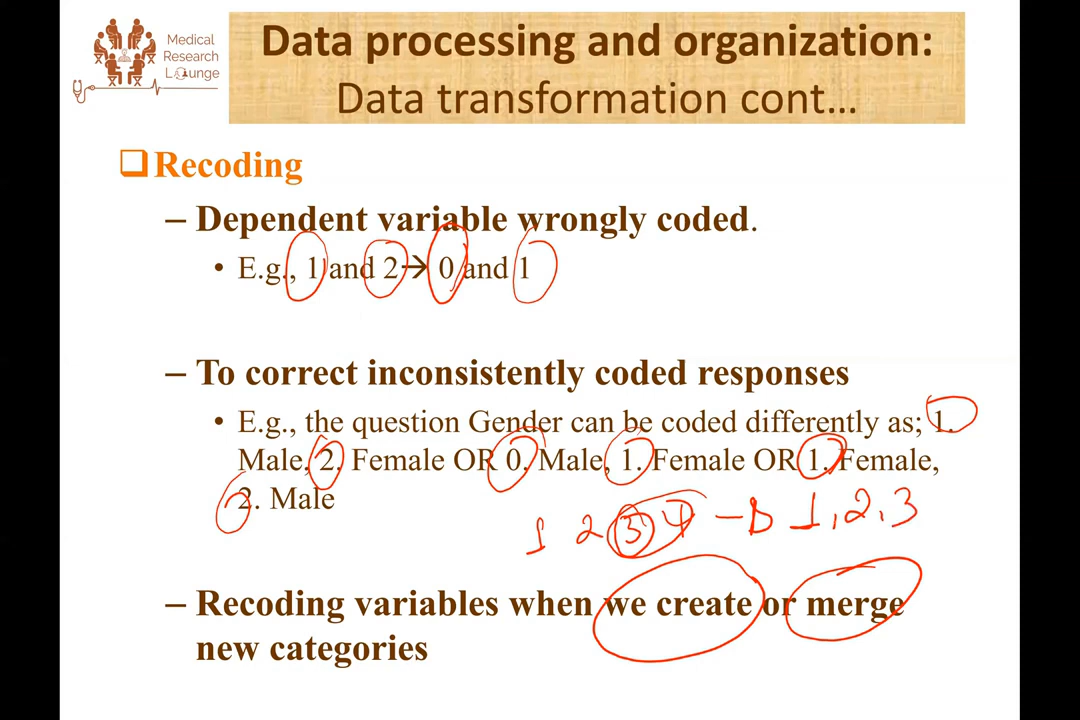 Medical
Research
Lounge
Data processing and organization:
Data transformation cont...
Recoding
– Dependent variable wrongly coded.
• E.g., 1 and 2→ 0 and 1
– To correct inconsistently coded responses
• E.g., the question Gender can be coded differently as; 1.
Male, 2. Female OR 0. Male, 1. Female OR 1. Female,
2. Male
1 2 3 4 → 1, 2, 3
– Recoding variables when we create or merge
new categories